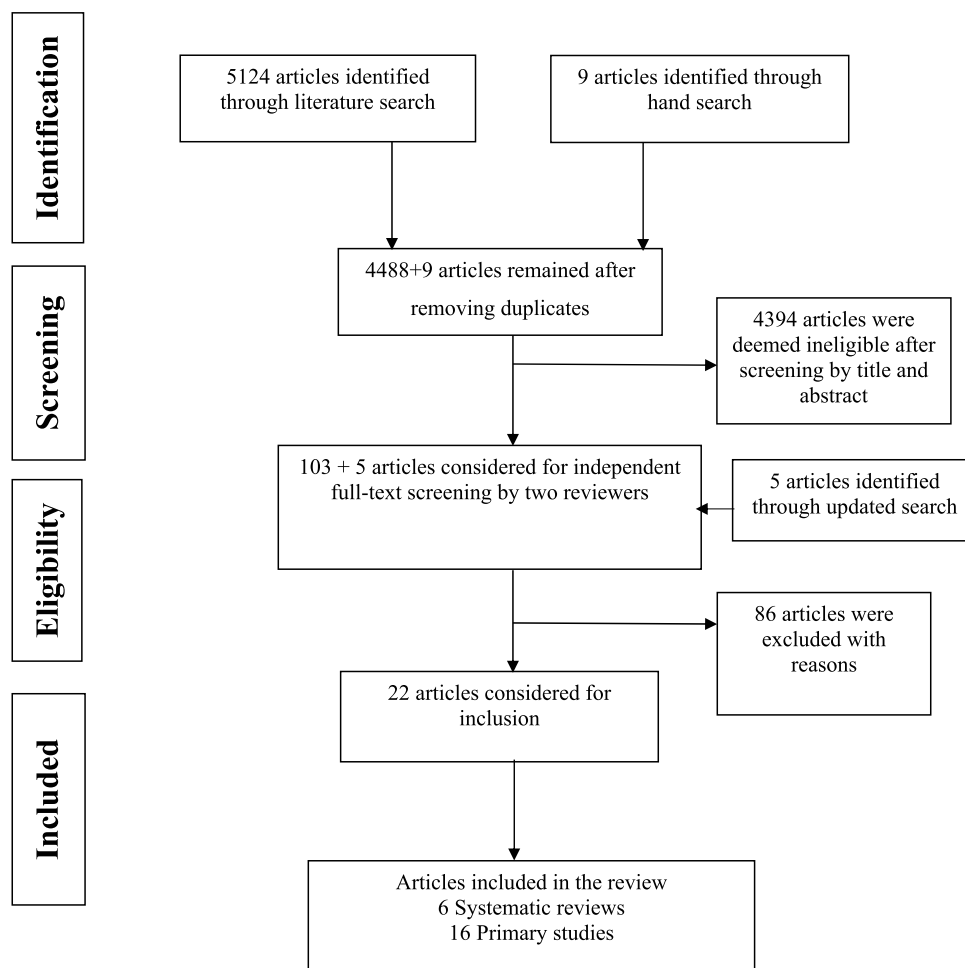 Identification
5124 articles identified
through literature search
9 articles identified through
hand search
4488+9 articles remained after
removing duplicates
Screening
4394 articles were
deemed ineligible after
screening by title and
abstract
103 + 5 articles considered for independent
full-text screening by two reviewers
5 articles identified
through updated search
Eligibility
86 articles were
excluded with
reasons
22 articles considered for
inclusion
Included
Articles included in the review
6 Systematic reviews
16 Primary studies